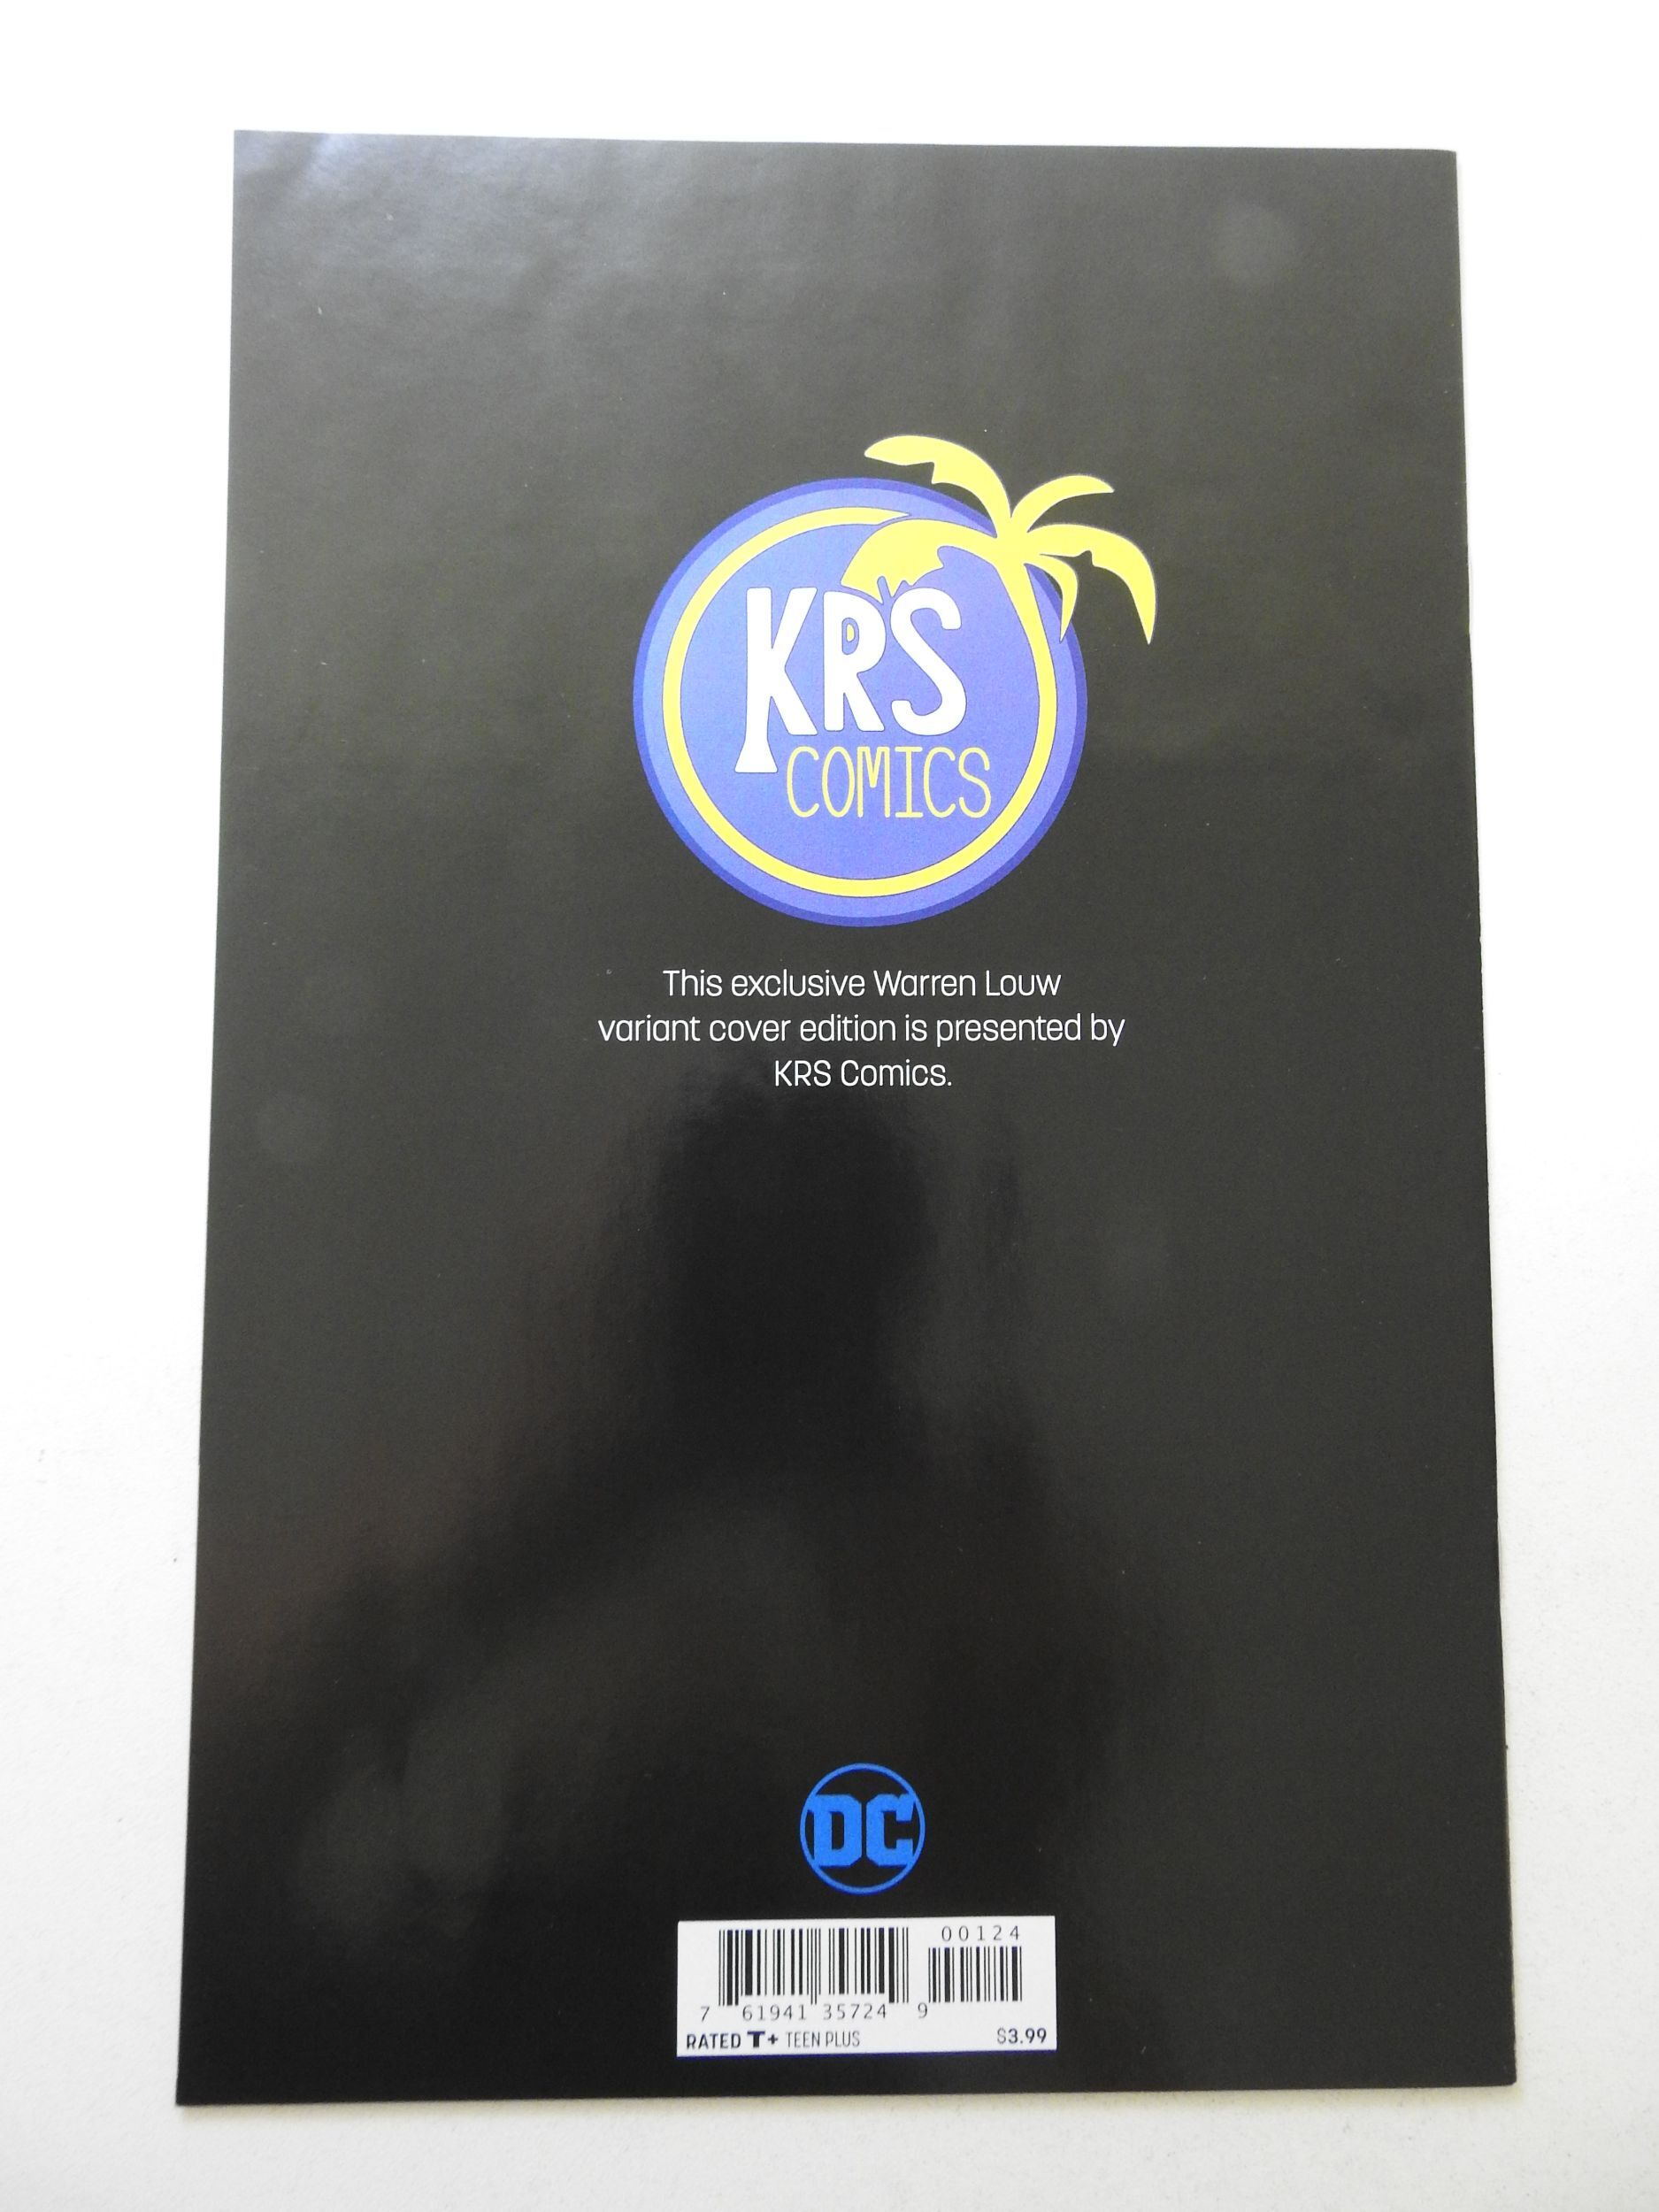 KRS
COMICS
This exclusive Warren Louw
variant cover edition is presented by
KRS Comics.
DC
00124
7 61941 35724 9
RATED T+ TEEN PLUS $3.99